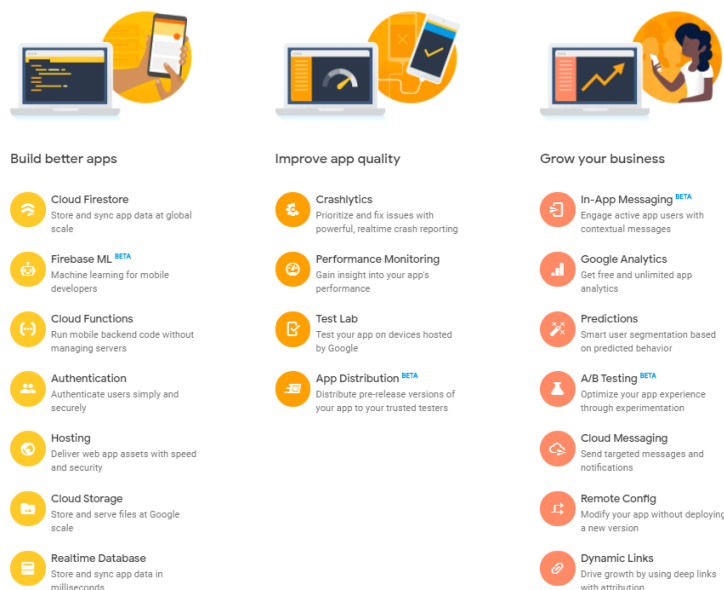 Build better apps
Cloud Firestore
Store and sync app data at global
scale
Firebase ML BETA
Machine learning for mobile
developers
Cloud Functions
Run mobile backend code without
managing servers
Authentication
Authenticate users simply and
securely
Hosting
Deliver web app assets with speed
and security
Cloud Storage
Store and serve files at Google
scale
Realtime Database
Store and sync app data in
milliseconds
Improve app quality
Crashlytics
Prioritize and fix issues with
powerful, realtime crash reporting
Performance Monitoring
Gain insight into your app's
performance
Test Lab
Test your app on devices hosted
by Google
App Distribution BETA
Distribute pre-release versions of
your app to your trusted testers
Grow your business
In-App Messaging BETA
Engage active app users with
contextual messages
Google Analytics
Get free and unlimited app
analytics
Predictions
Smart user segmentation based
on predicted behavior
A/B Testing BETA
Optimize your app experience
through experimentation
Cloud Messaging
Send targeted messages and
notifications
Remote Config
Modify your app without deploying
a new version
Dynamic Links
Drive growth by using deep links
with attribution